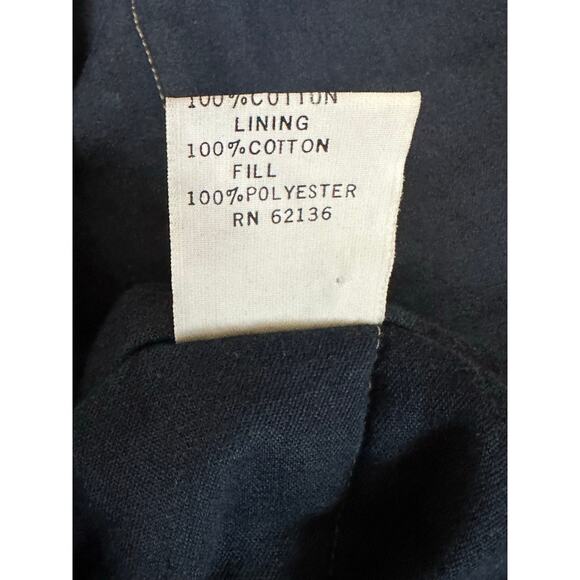 100%COTTON
LINING
100%COTTON
FILL
100%POLYESTER
RN 62136